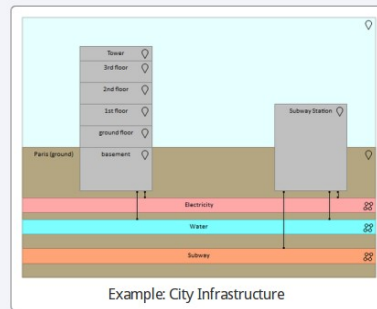 Tower
3rd floor
2nd floor
1st floor
Subway Station
ground floor
Paris (ground)
basement
Electricity
Water
Subway
Example: City Infrastructure